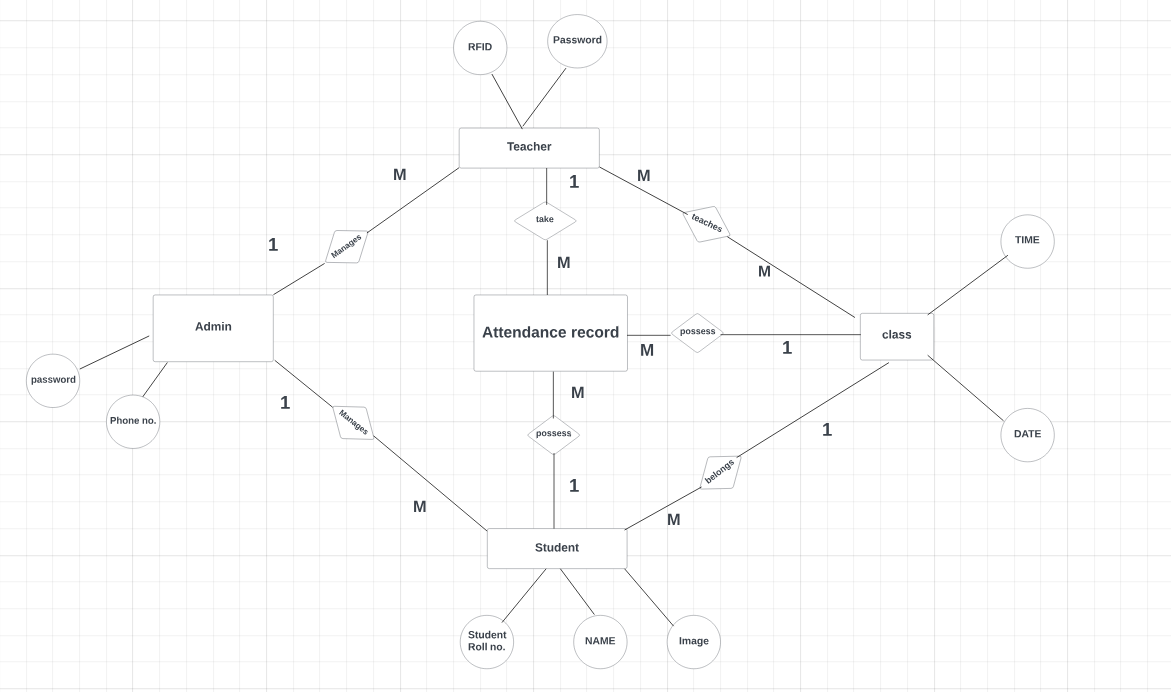 RFID
Password
Teacher
M
1
M
take
teaches
1
Manages
M
M
TIME
Admin
Attendance record
possess
class
M
1
password
Phone no.
1
Manages
M
possess
1
DATE
belongs
M
1
M
Student
Student
Roll no.
NAME
Image